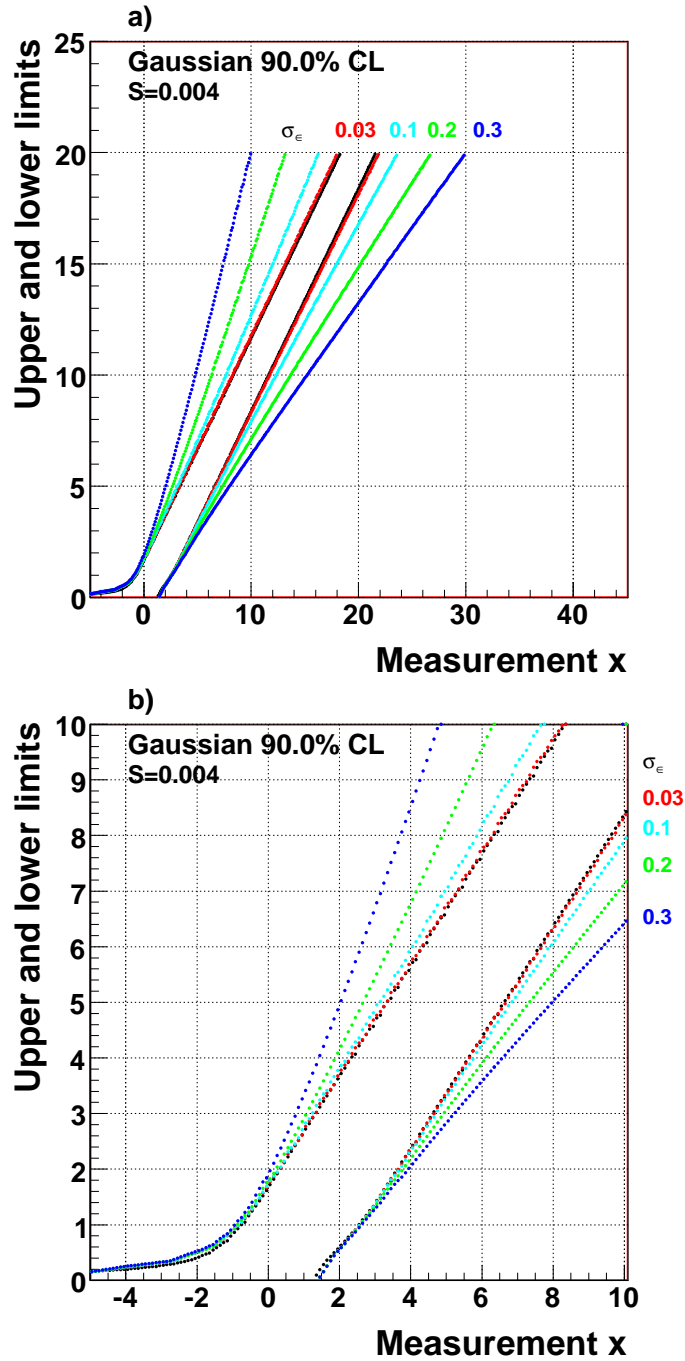 a)
Upper and lower limits
25
20
15
10
5
0
Gaussian 90.0% CL
S=0.004
σ∈ 0.03 0.1 0.2 0.3
0 10 20 30 40
Measurement x
b)
Upper and lower limits
10
9
8
7
6
5
4
3
2
1
0
Gaussian 90.0% CL
S=0.004
σ∈
0.03
0.1
0.2
0.3
-4 -2 0 2 4 6 8 10
Measurement x